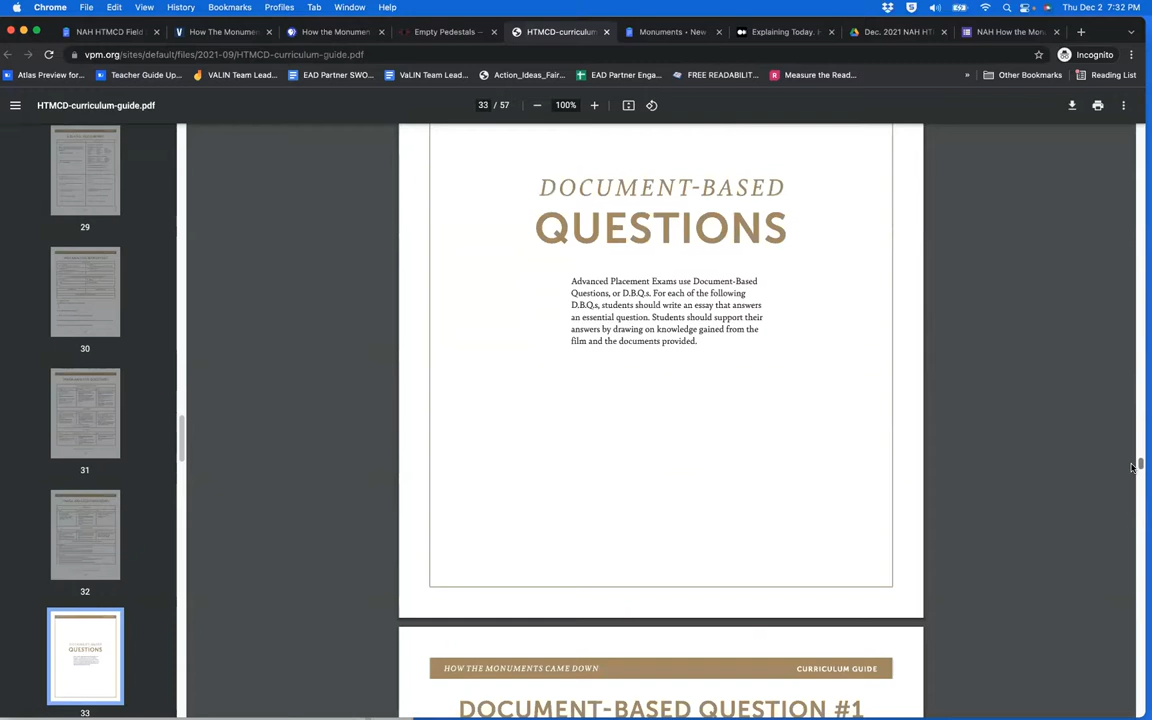 Chrome File Edit View History Bookmarks Profiles Tab Window Help Thu Dec 2 7:32 PM
NAH HTMCD Field How The Monumen How the Monumen Empty Pedestals – HTMCD-curriculum Monuments • New Explaining Today. H Dec. 2021 NAH HT NAH How the Mon
vpm.org/sites/default/files/2021-09/HTMCD-curriculum-guide.pdf Incognito
Atlas Preview for... Teacher Guide Up... VALIN Team Lead... EAD Partner SWO... VaLIN Team Lead... Action_Ideas_Fair... EAD Partner Enga... FREE READABILIT... Measure the Read... » Other Bookmarks Reading List
HTMCD-curriculum-guide.pdf 33 / 57 100%
29
30
31
32
QUESTIONS
33
DOCUMENT-BASED
QUESTIONS
Advanced Placement Exams use Document-Based
Questions, or D.B.Q.s. For each of the following
D.B.Q.s, students should write an essay that answers
an essential question. Students should support their
answers by drawing on knowledge gained from the
film and the documents provided.
HOW THE MONUMENTS CAME DOWN CURRICULUM GUIDE
DOCUMENT-BASED QUESTION #1